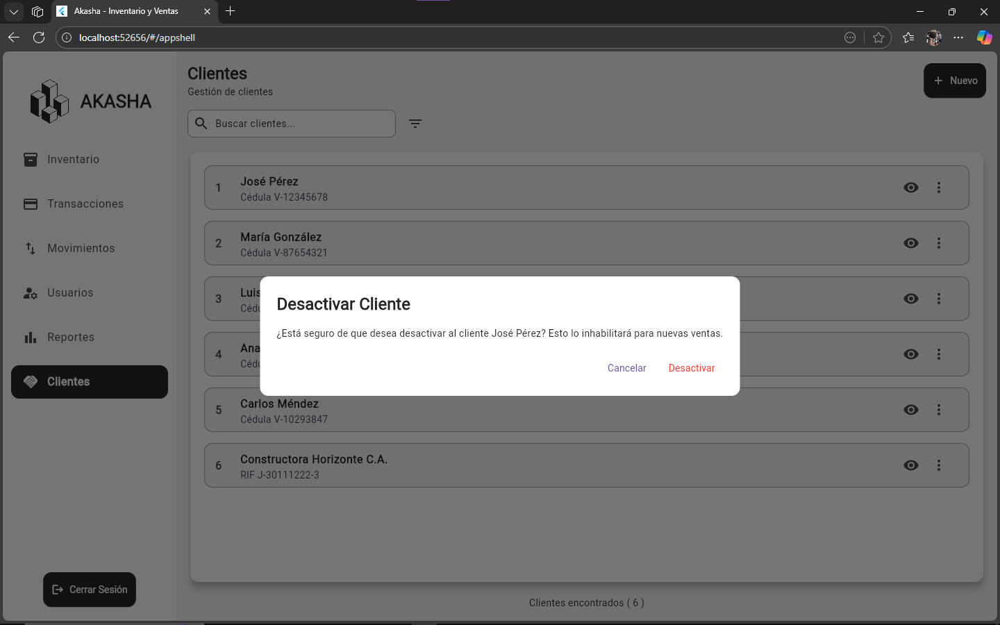 Akasha - Inventario y Ventas
localhost:52656/#/appshell
AKASHA
Inventario
Transacciones
Movimientos
Usuarios
Reportes
Clientes
Cerrar Sesión
Clientes
Gestión de clientes
Nuevo
Buscar clientes...
1
José Pérez
Cédula V-12345678
2
María González
Cédula V-87654321
3
Luis
Cédu
4
Ana
Cédu
Desactivar Cliente
¿Está seguro de que desea desactivar al cliente José Pérez? Esto lo inhabilitará para nuevas ventas.
Cancelar
Desactivar
5
Carlos Méndez
Cédula V-10293847
6
Constructora Horizonte C.A.
RIF J-30111222-3
Clientes encontrados ( 6 )